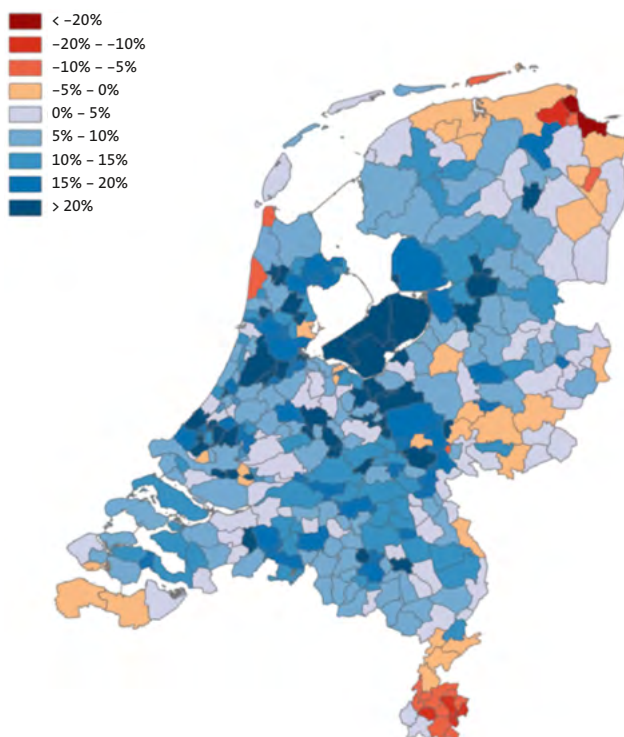 < –20%
–20% – –10%
–10% – –5%
–5% – 0%
0% – 5%
5% – 10%
10% – 15%
15% – 20%
> 20%